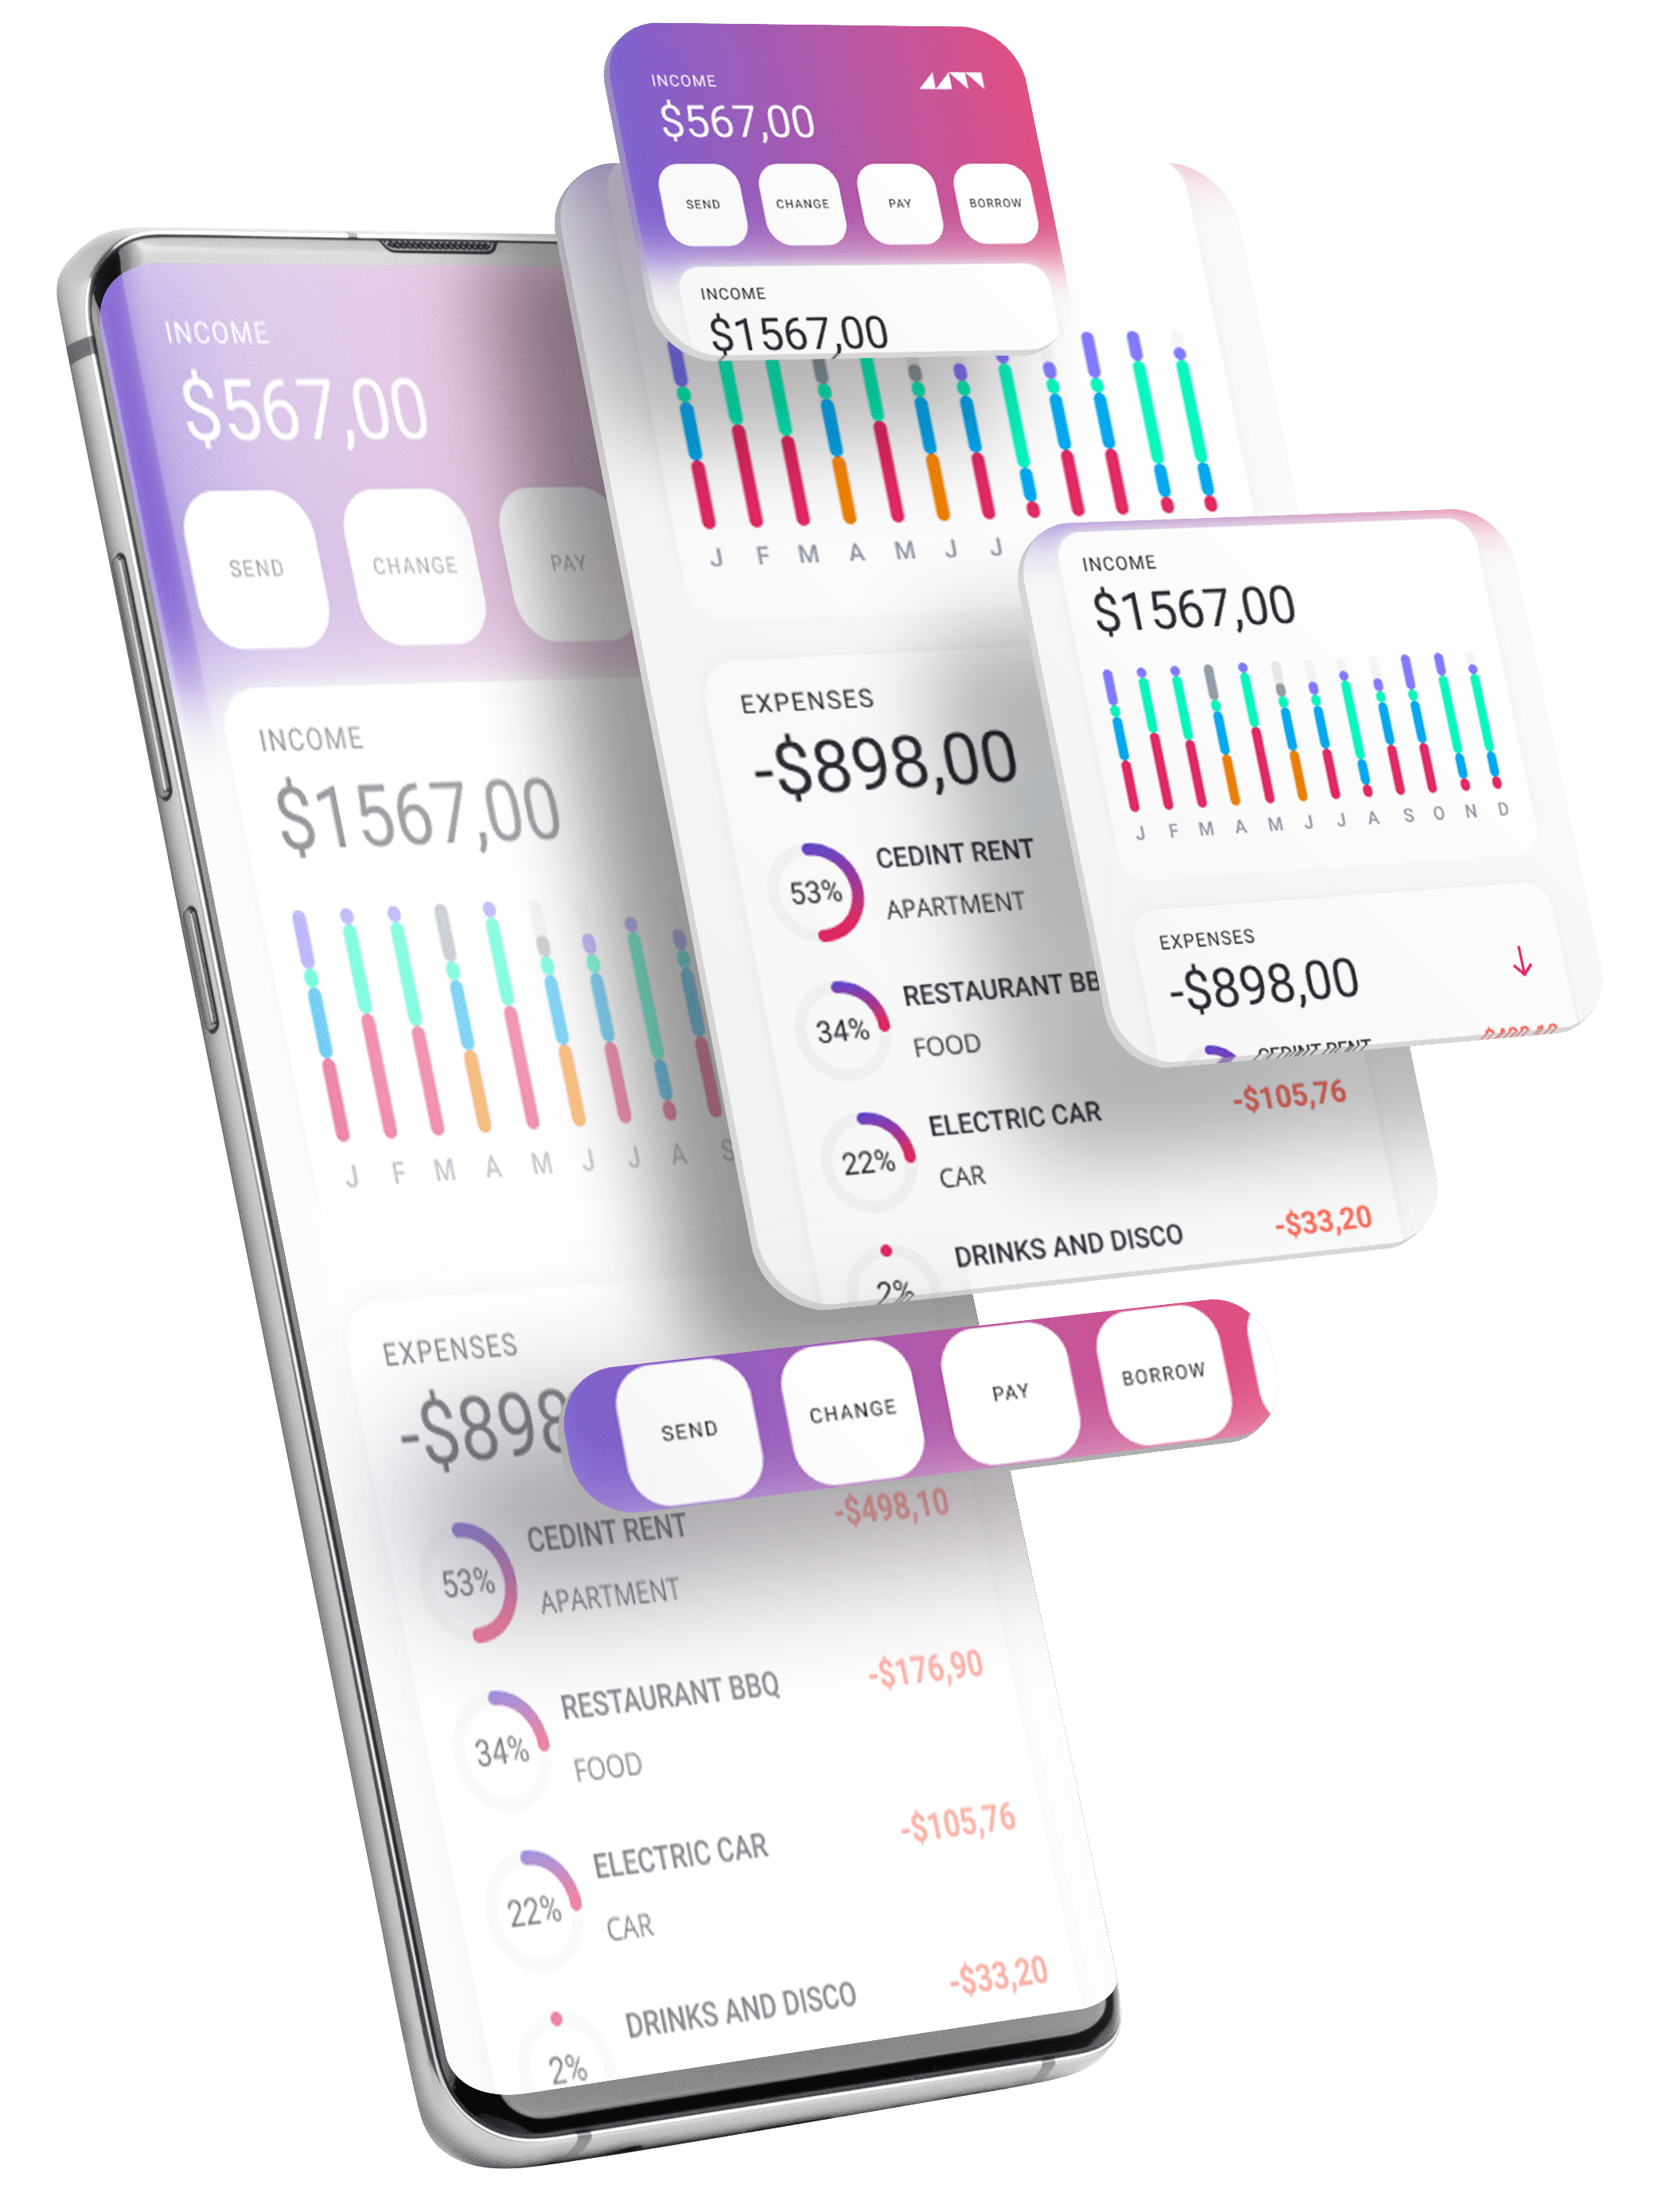 INCOME
$567,00
SEND CHANGE PAY BORROW
INCOME
$1567,00
INCOME
$567,00
SEND CHANGE PAY
INCOME
$1567,00
J F M A M J J A S
EXPENSES
-$898
CEDINT RENT -$498,10
53%
APARTMENT
RESTAURANT BBQ -$176,90
34%
FOOD
ELECTRIC CAR -$105,76
22%
CAR
DRINKS AND DISCO -$33,20
2%
J F M A M J J
EXPENSES
-$898,00
CEDINT RENT
53%
APARTMENT
RESTAURANT BB
34%
FOOD
ELECTRIC CAR -$105,76
22%
CAR
DRINKS AND DISCO -$33,20
2%
INCOME
$1567,00
J F M A M J J A S O N D
EXPENSES
-$898,00
CEDINT RENT
SEND CHANGE PAY BORROW